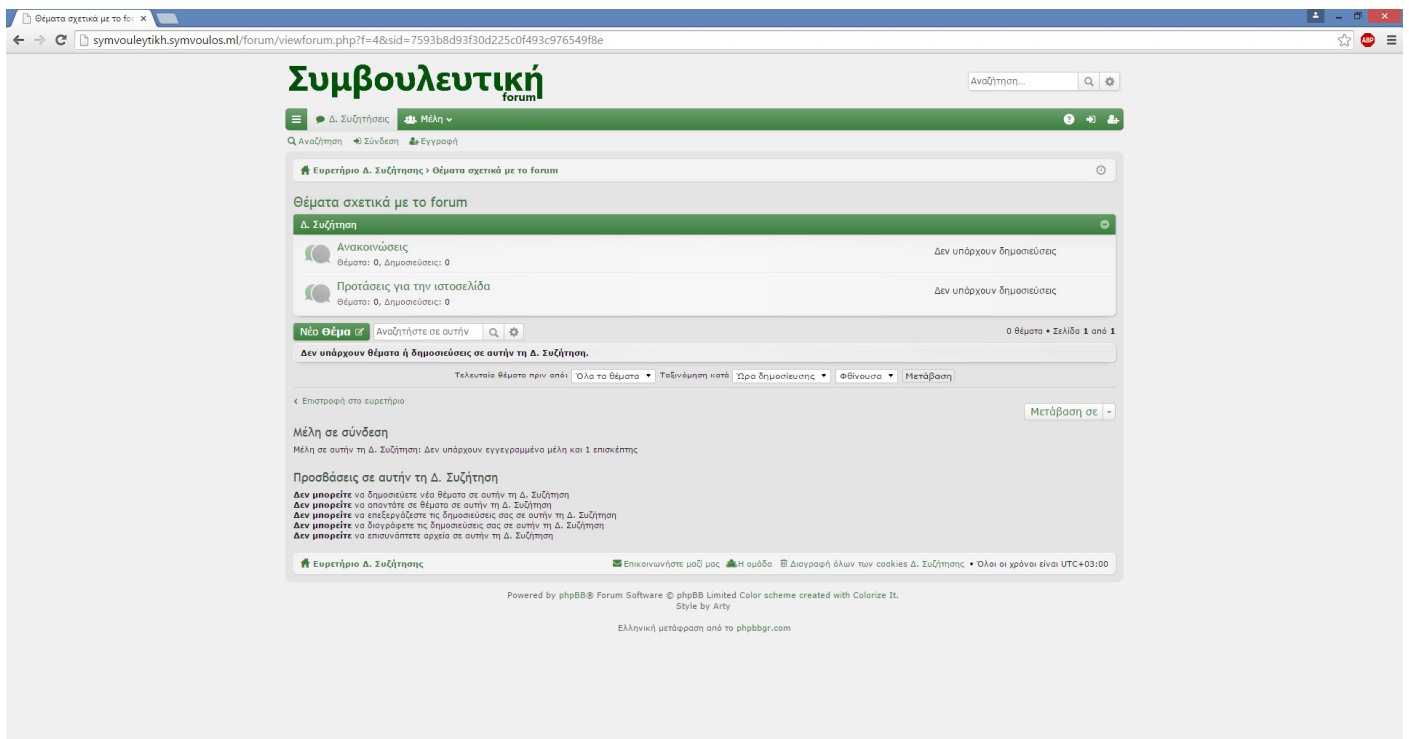 Θέματα σχετικά με το for
symvouleytikh.symvoulos.ml/forum/viewforum.php?f=4&sid=7593b8d93f30d225c0f493c976549f8e
ABP
Συμβουλευτική
forum
Αναζήτηση...
Δ. Συζητήσεις Μέλη
Αναζήτηση Σύνδεση Εγγραφή
Ευρετήριο Δ. Συζήτησης › Θέματα σχετικά με το forum
Θέματα σχετικά με το forum
Δ. Συζήτηση
Ανακοινώσεις
Θέματα: 0, Δημοσιεύσεις: 0
Δεν υπάρχουν δημοσιεύσεις
Προτάσεις για την ιστοσελίδα
Θέματα: 0, Δημοσιεύσεις: 0
Δεν υπάρχουν δημοσιεύσεις
Νέο Θέμα Αναζητήστε σε αυτήν 0 θέματα • Σελίδα 1 από 1
Δεν υπάρχουν θέματα ή δημοσιεύσεις σε αυτήν τη Δ. Συζήτηση.
Τελευταία θέματα πριν από: Όλα τα θέματα Ταξινόμηση κατά Ώρα δημοσίευσης Φθίνουσα Μετάβαση
‹ Επιστροφή στο ευρετήριο
Μετάβαση σε
Μέλη σε σύνδεση
Μέλη σε αυτήν τη Δ. Συζήτηση: Δεν υπάρχουν εγγεγραμμένα μέλη και 1 επισκέπτης
Προσβάσεις σε αυτήν τη Δ. Συζήτηση
Δεν μπορείτε να δημοσιεύετε νέα θέματα σε αυτήν τη Δ. Συζήτηση
Δεν μπορείτε να απαντάτε σε θέματα σε αυτήν τη Δ. Συζήτηση
Δεν μπορείτε να επεξεργάζεστε τις δημοσιεύσεις σας σε αυτήν τη Δ. Συζήτηση
Δεν μπορείτε να διαγράφετε τις δημοσιεύσεις σας σε αυτήν τη Δ. Συζήτηση
Δεν μπορείτε να επισυνάπτετε αρχεία σε αυτήν τη Δ. Συζήτηση
Ευρετήριο Δ. Συζήτησης Επικοινωνήστε μαζί μας Η ομάδα Διαγραφή όλων των cookies Δ. Συζήτησης • Όλοι οι χρόνοι είναι UTC+03:00
Powered by phpBB® Forum Software © phpBB Limited Color scheme created with Colorize It.
Style by Arty
Ελληνική μετάφραση από το phpbbgr.com